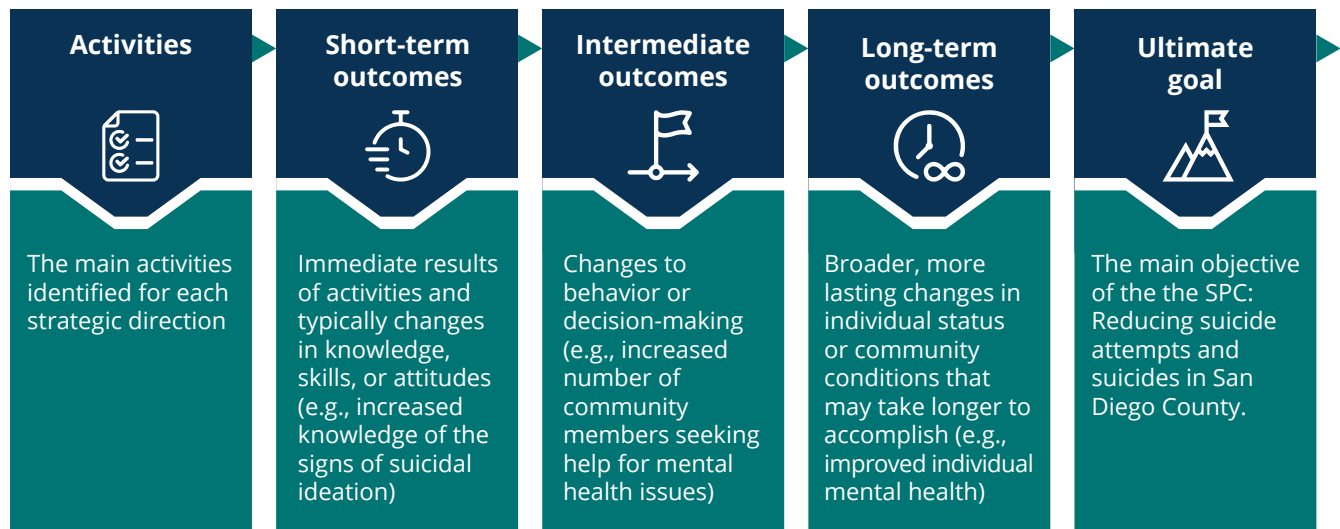 Activities
The main activities
identified for each
strategic direction
Short-term
outcomes
Immediate results
of activities and
typically changes
in knowledge,
skills, or attitudes
(e.g., increased
knowledge of the
signs of suicidal
ideation)
Intermediate
outcomes
Changes to
behavior or
decision-making
(e.g., increased
number of
community
members seeking
help for mental
health issues)
Long-term
outcomes
Broader, more
lasting changes in
individual status
or community
conditions that
may take longer to
accomplish (e.g.,
improved individual
mental health)
Ultimate
goal
The main objective
of the the SPC:
Reducing suicide
attempts and
suicides in San
Diego County.